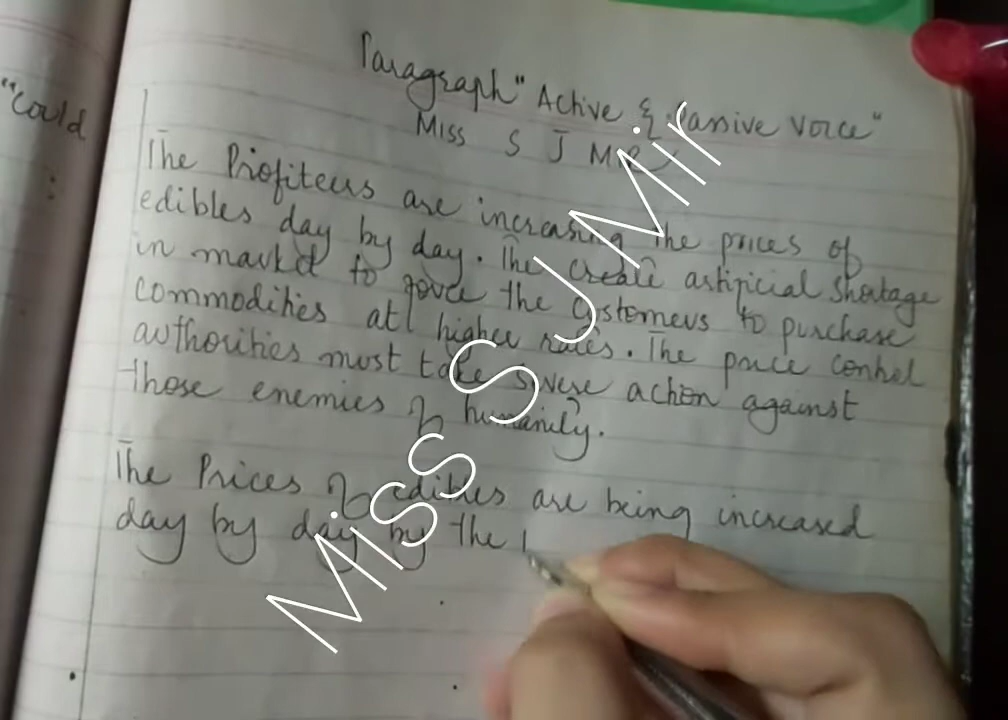 "Could
:
Paragraph "Active & Passive Voice"
Miss S J MIR
The Profiteers are increasing the prices of
edibles day by day. The create artificial shortage
in market to force the customers to purchase
commodities at higher rates. The price control
authorities must take severe action against
those enemies of humanity.
The Prices of edibles are being increased
day by day by the
Miss S J Mir